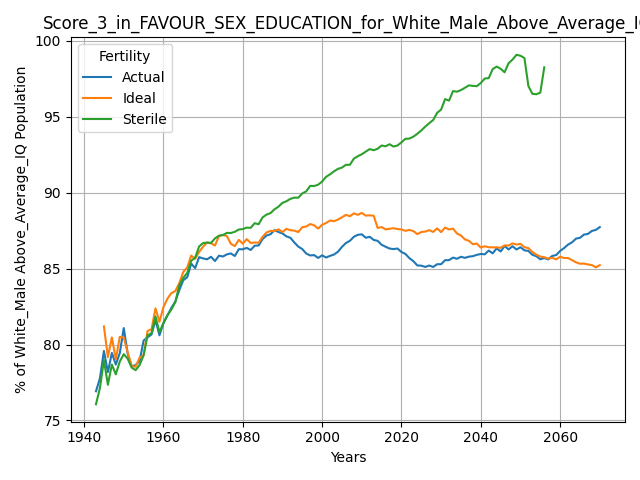 Score_3_in_FAVOUR_SEX_EDUCATION_for_White_Male_Above_Average_IQ
Fertility
Actual
Ideal
Sterile
100
95
90
85
80
75
% of White_Male Above_Average_IQ Population
1940
1960
1980
2000
2020
2040
2060
Years